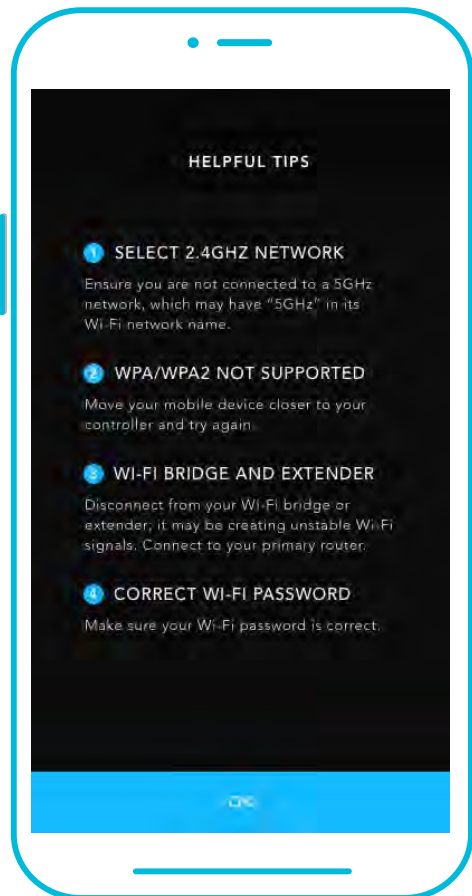 HELPFUL TIPS
1 SELECT 2.4GHZ NETWORK
Ensure you are not connected to a 5GHz
network, which may have "5GHz" in its
Wi-Fi network name.
2 WPA/WPA2 NOT SUPPORTED
Move your mobile device closer to your
controller and try again.
3 WI-FI BRIDGE AND EXTENDER
Disconnect from your Wi-Fi bridge or
extender; it may be creating unstable Wi-Fi
signals. Connect to your primary router.
4 CORRECT WI-FI PASSWORD
Make sure your Wi-Fi password is correct.